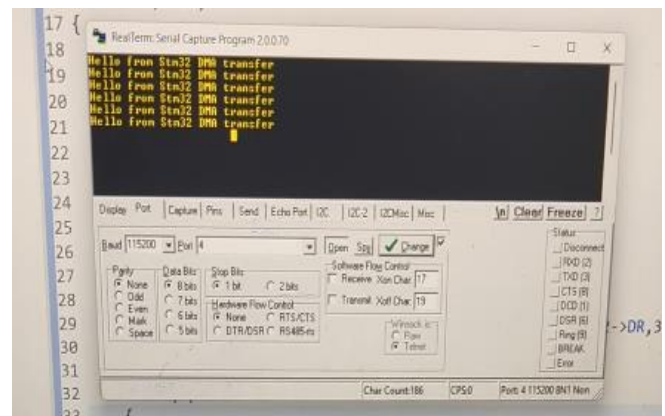 17 {
18
19
20
21
22
23
24
25
26
27
28
29
30
31
32
RealTerm: Serial Capture Program 2.0.0.70
Hello from Stm32 DMA transfer
Hello from Stm32 DMA transfer
Hello from Stm32 DMA transfer
Hello from Stm32 DMA transfer
Hello from Stm32 DMA transfer
Hello from Stm32 DMA transfer
Display Port Capture Pins Send Echo Port I2C I2C-2 I2CMisc Misc \n Clear Freeze ?
Baud 115200 Port 4 Open Spy Change
Parity
None
Odd
Even
Mark
Space
Data Bits
8 bits
7 bits
6 bits
5 bits
Stop Bits
1 bit 2 bits
Hardware Flow Control
None RTS/CTS
DTR/DSR RS485-rts
Software Flow Control
Receive Xon Char 17
Transmit Xoff Char 19
Winsock is:
Raw
Telnet
Status
Disconnect
RXD (2)
TXD (3)
CTS (8)
DCD (1)
DSR (6)
Ring (9)
BREAK
Error
->DR,3
Char Count:186 CPS:0 Port: 4 115200 8N1 Non